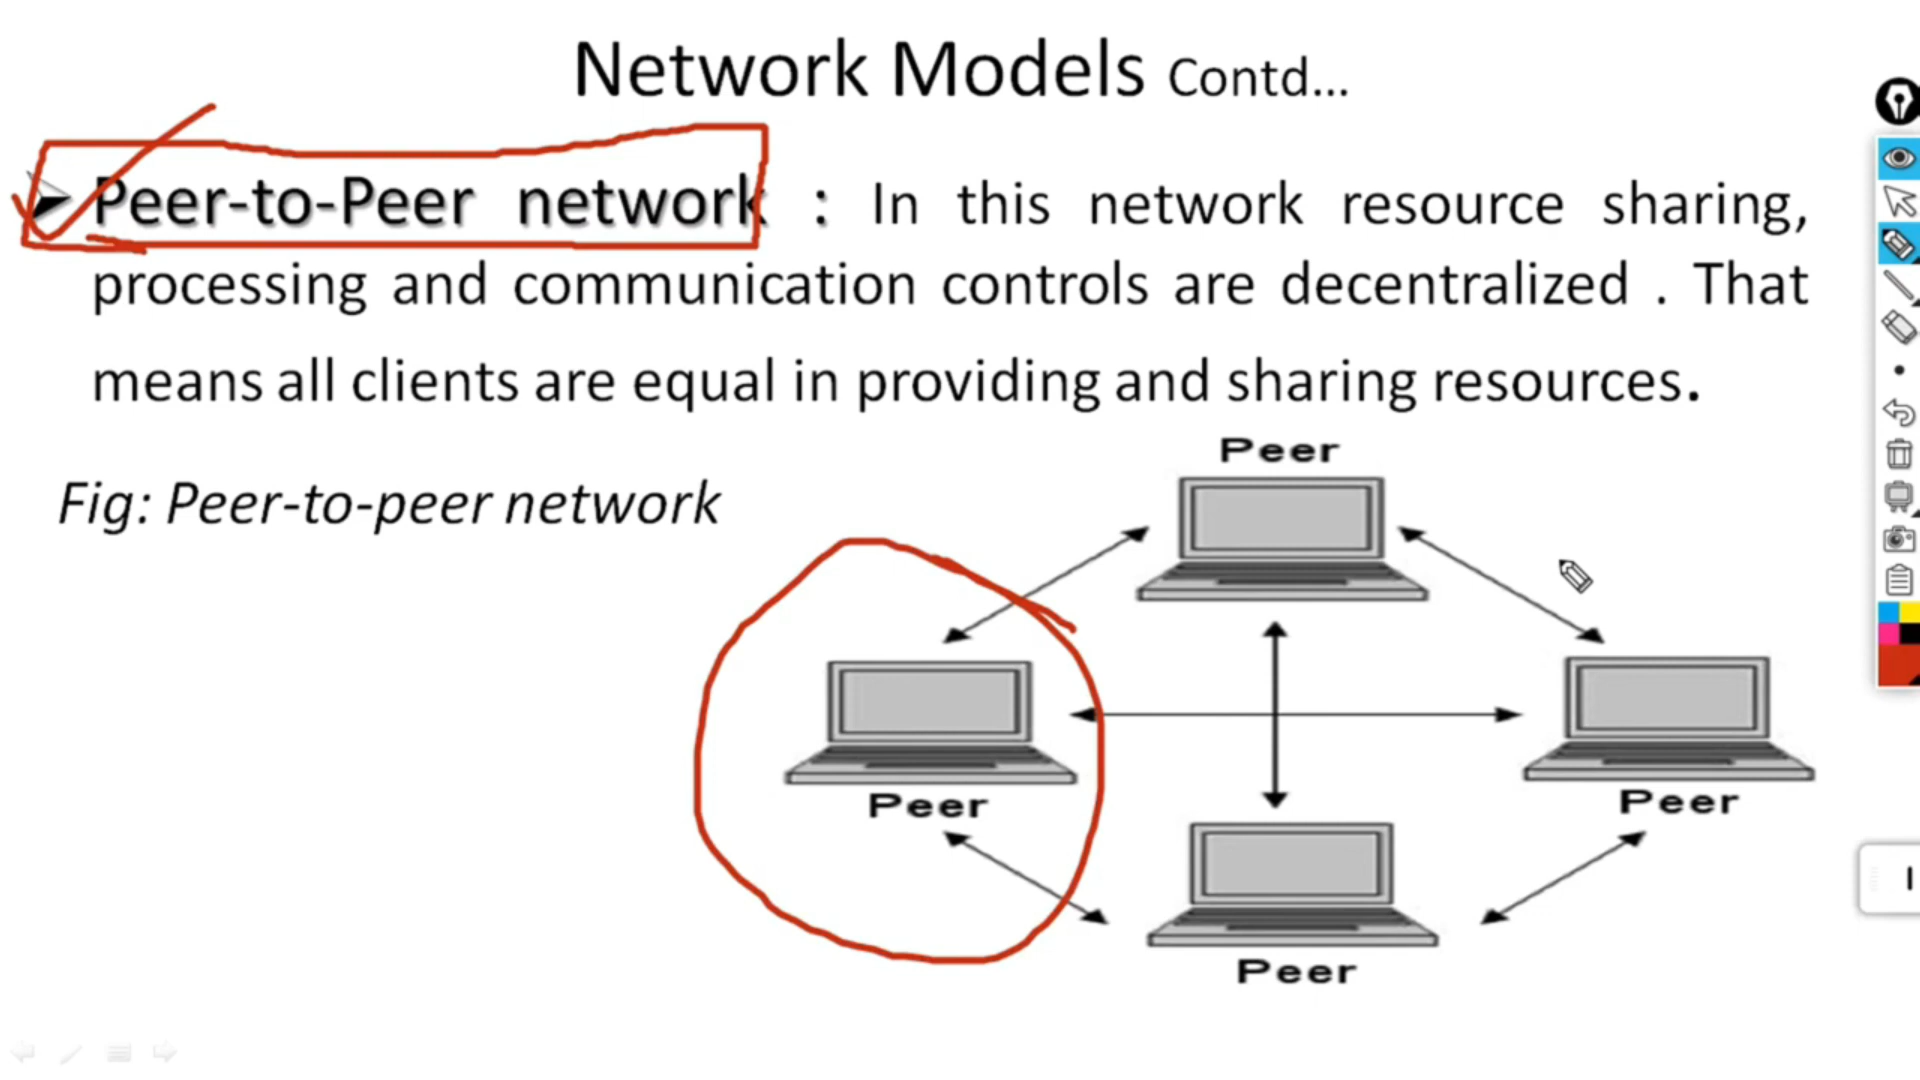 Network Models Contd...
Peer-to-Peer network : In this network resource sharing,
processing and communication controls are decentralized . That
means all clients are equal in providing and sharing resources.
Fig: Peer-to-peer network
Peer
Peer
Peer
Peer